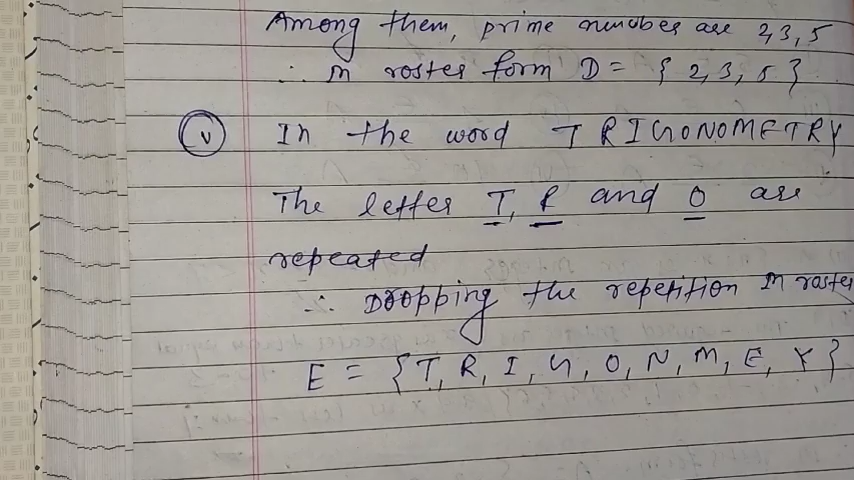 Among them, prime number are 2,3,5
∴ In roster form D = { 2, 3, 5 }
(v) In the word TRIGONOMETRY
The letter T, R and O are
repeated
∴ Dropping the repetition In roster
E = {T, R, I, G, O, N, M, E, Y}